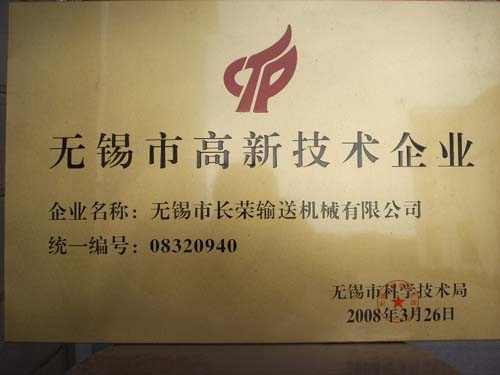 CTP
无锡市高新技术企业
企业名称：无锡市长荣输送机械有限公司
统一编号：08320940
无锡市科学技术局
2008年3月26日